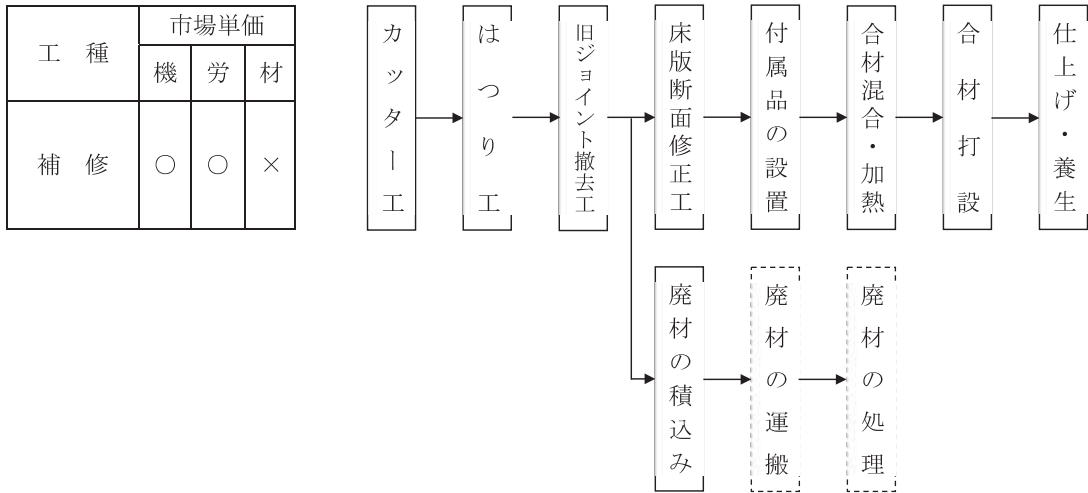 工種
市場単価
機 労 材
補修 ○ ○ ×
カッター工
はつり工
旧ジョイント撤去工
床版断面修正工
付属品の設置
合材混合・加熱
合材打設
仕上げ・養生
廃材の積込み
廃材の運搬
廃材の処理